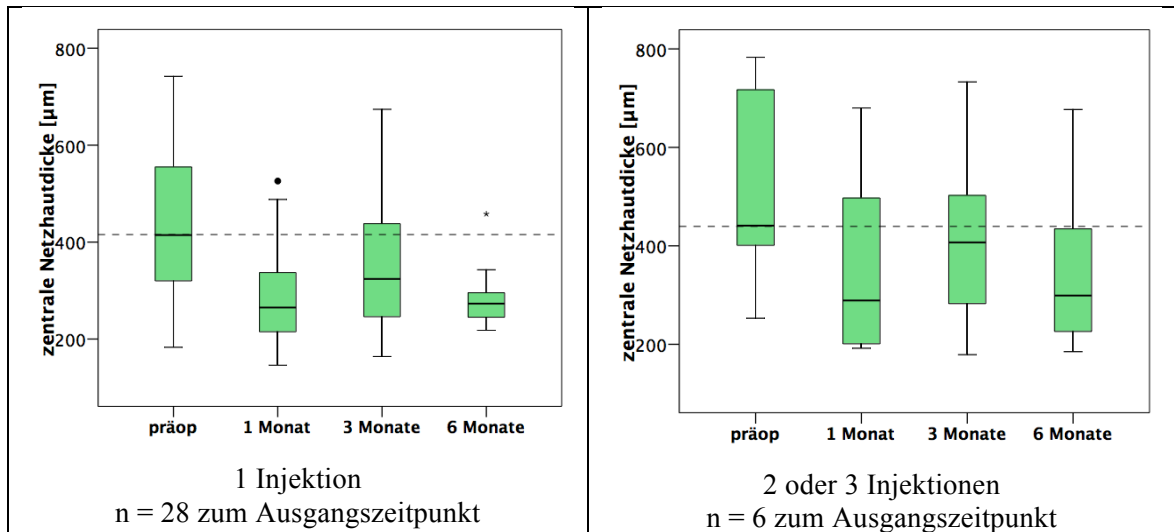 zentrale Netzhautdicke [µm]
800
600
400
200
präop
1 Monat
3 Monate
6 Monate
*
1 Injektion
n = 28 zum Ausgangszeitpunkt
zentrale Netzhautdicke [µm]
800
600
400
200
präop
1 Monat
3 Monate
6 Monate
2 oder 3 Injektionen
n = 6 zum Ausgangszeitpunkt